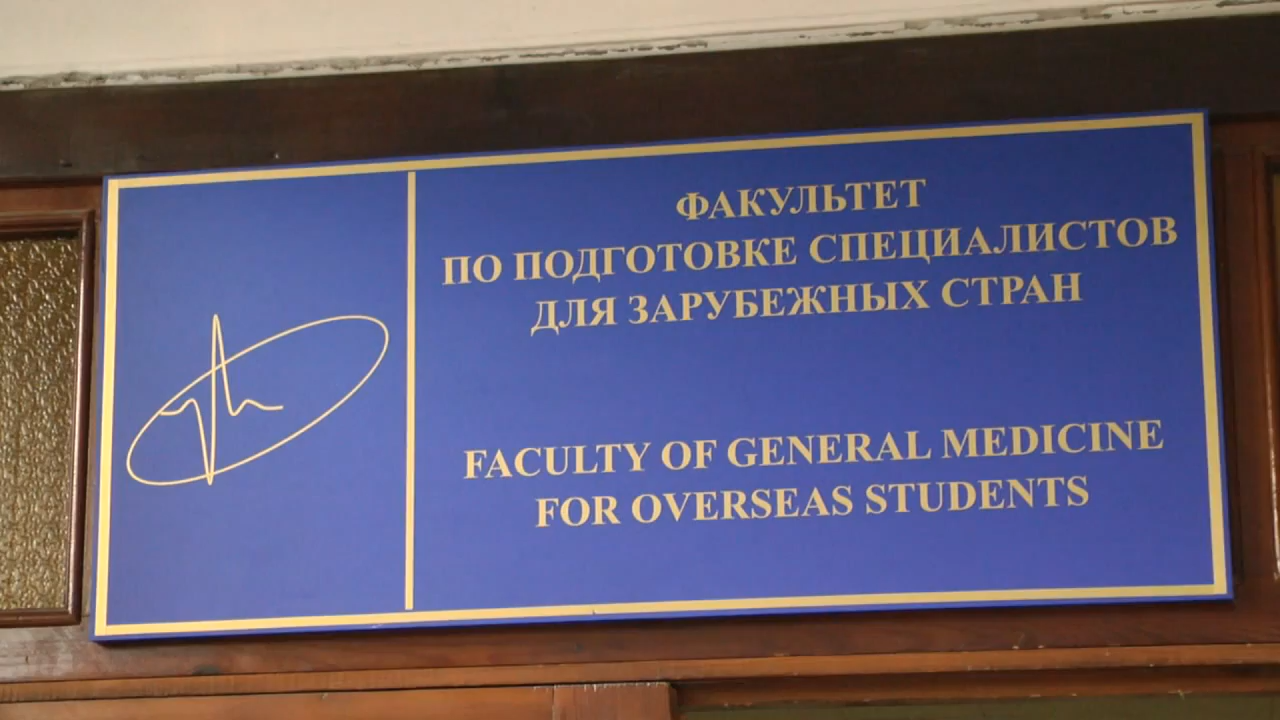 ФАКУЛЬТЕТ
ПО ПОДГОТОВКЕ СПЕЦИАЛИСТОВ
ДЛЯ ЗАРУБЕЖНЫХ СТРАН
FACULTY OF GENERAL MEDICINE
FOR OVERSEAS STUDENTS